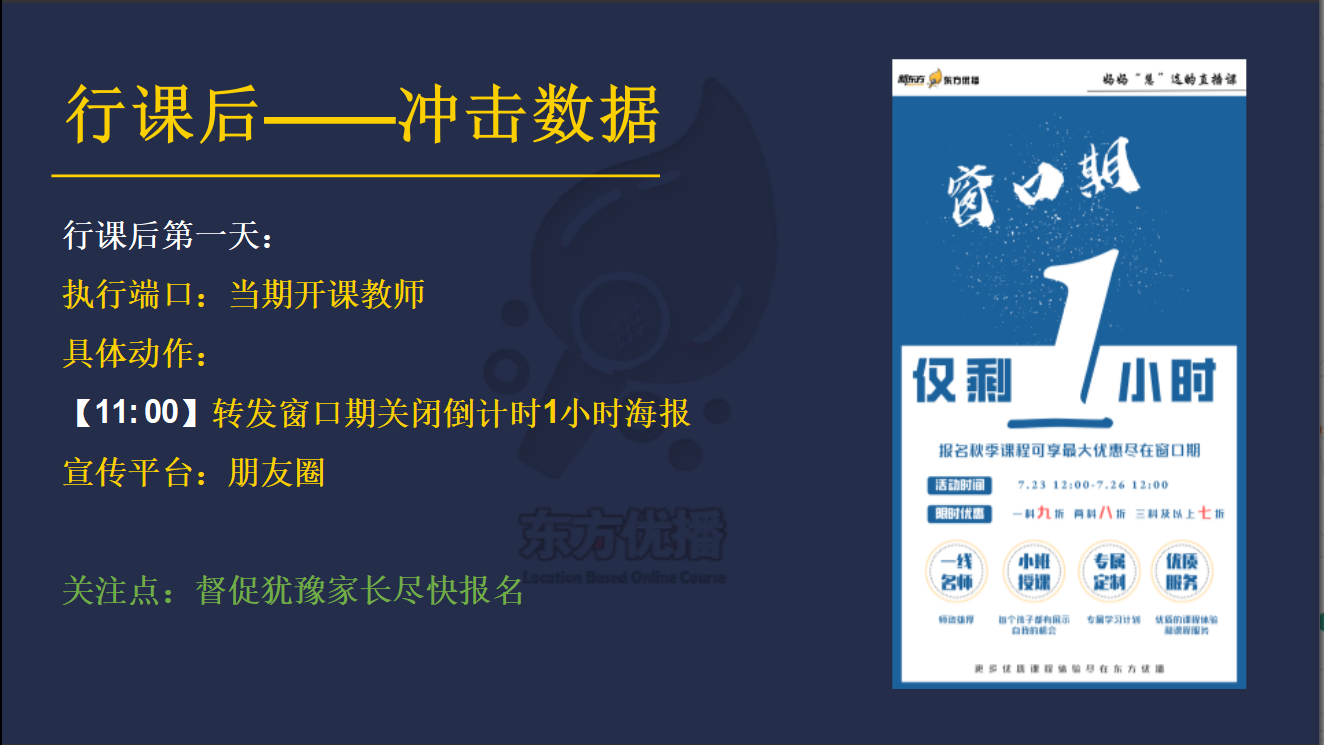 行课后——冲击数据
行课后第一天：
执行端口：当期开课教师
具体动作：
【11：00】转发窗口期关闭倒计时1小时海报
宣传平台：朋友圈
关注点：督促犹豫家长尽快报名
东方优播
Location Based Online Course
新东方 东方优播
妈妈“慧”选的直播课
窗口期
仅剩1小时
报名秋季课程可享最大优惠尽在窗口期
活动时间 7.23 12:00-7.26 12:00
限时优惠 一科九折 两科八折 三科及以上七折
一线名师 小班授课 专属定制 优质服务
师资雄厚 每个孩子都有展示自我的机会 专属学习计划 优质的课程体验和课程服务
更多优质课程体验尽在东方优播